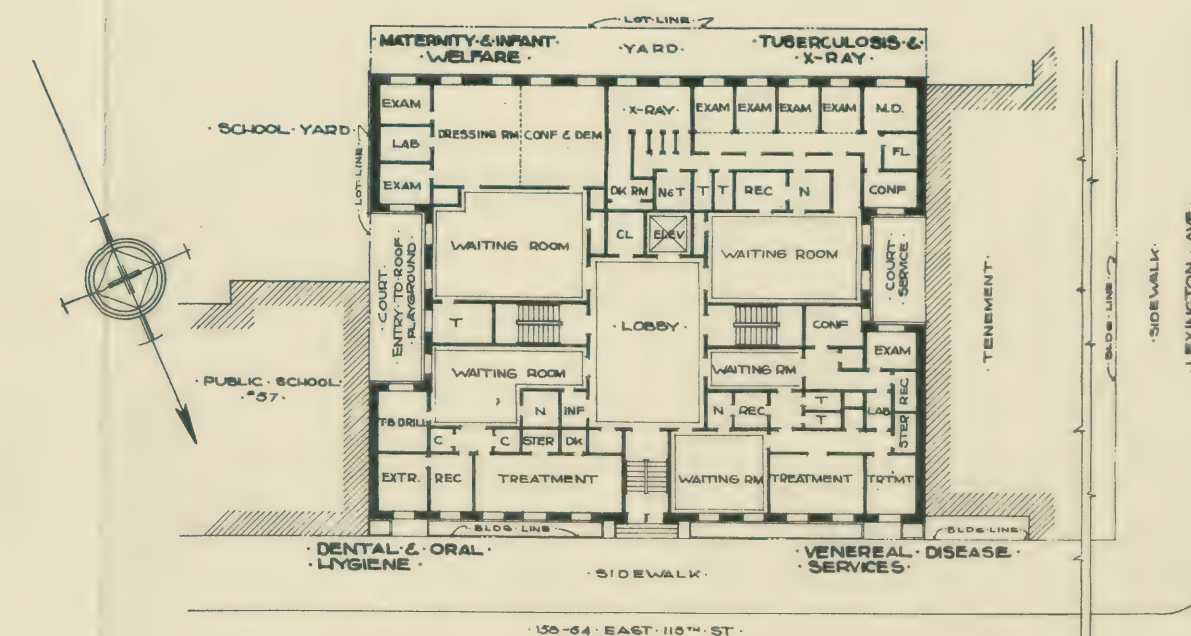 · LOT · LINE ·
· MATERNITY · & · INFANT ·
· WELFARE ·
· YARD ·
· TUBERCULOSIS · &
· X-RAY ·
EXAM
LAB
EXAM
DRESSING RM
CONF & DEM
· X-RAY ·
EXAM
EXAM
EXAM
EXAM
M.D.
FL
CONF
DK RM
N & T
T
T
REC
N
· SCHOOL · YARD ·
· LOT · LINE ·
WAITING ROOM
CL
ELEV
WAITING ROOM
COURT
ENTRY · TO · ROOF
PLAYGROUND
COURT
SERVICE
T
· LOBBY ·
CONF
EXAM
WAITING ROOM
WAITING RM
REC
LAB
STER
N
INF
N
REC
T
T
T·B DRILL
C
C
STER
DK
EXTR.
REC
TREATMENT
WAITING RM
TREATMENT
TRTMT
· PUBLIC · SCHOOL ·
· #57 ·
· TENEMENT ·
· BLDG · LINE ·
· SIDEWALK ·
LEXINGTON · AVE
· BLDG · LINE ·
· BLDG · LINE ·
· DENTAL · & · ORAL ·
· HYGIENE ·
· VENEREAL · DISEASE ·
· SERVICES ·
· SIDEWALK ·
· 158-64 · EAST · 115TH · ST ·